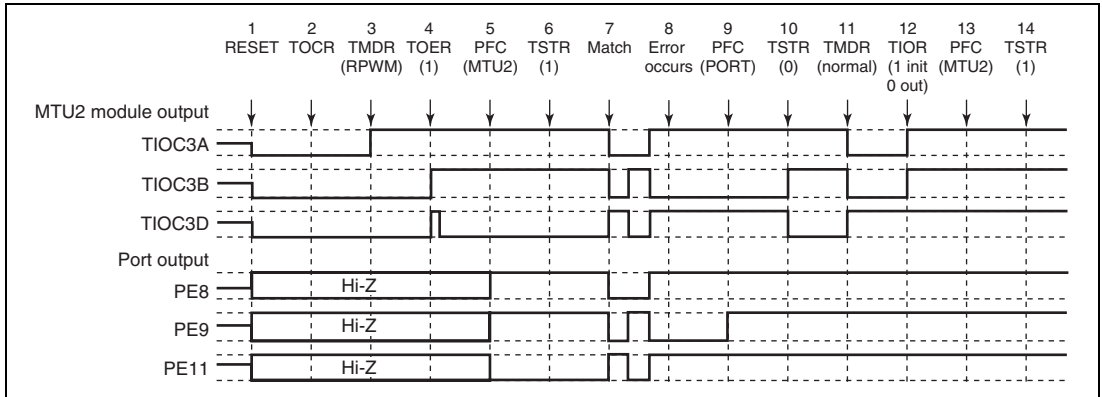 1 2 3 4 5 6 7 8 9 10 11 12 13 14
RESET TOCR TMDR TOER PFC TSTR Match Error PFC TSTR TMDR TIOR PFC TSTR
(RPWM) (1) (MTU2) (1) occurs (PORT) (0) (normal) (1 init (MTU2) (1)
0 out)
MTU2 module output
TIOC3A
TIOC3B
TIOC3D
Port output
PE8 Hi-Z
PE9 Hi-Z
PE11 Hi-Z